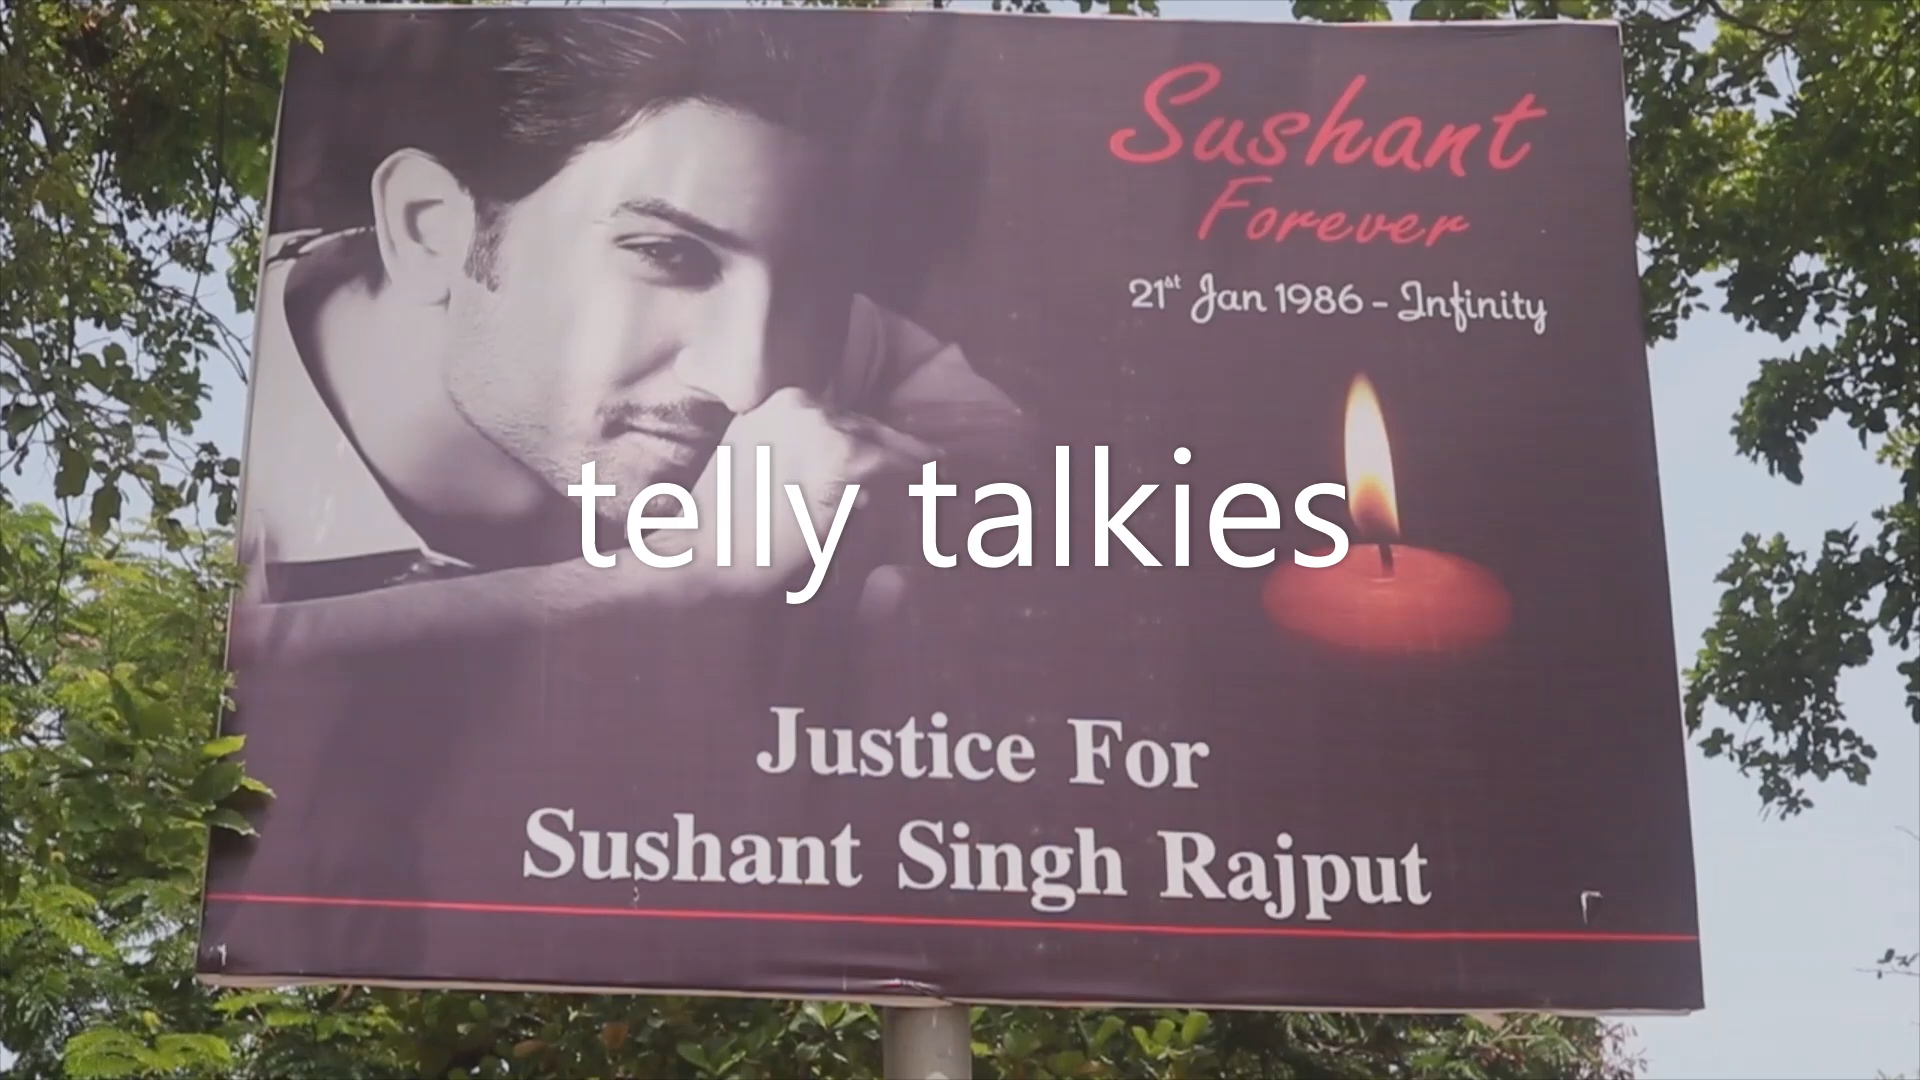 Sushant
Forever
21st Jan 1986 - Infinity
telly talkies
Justice For
Sushant Singh Rajput